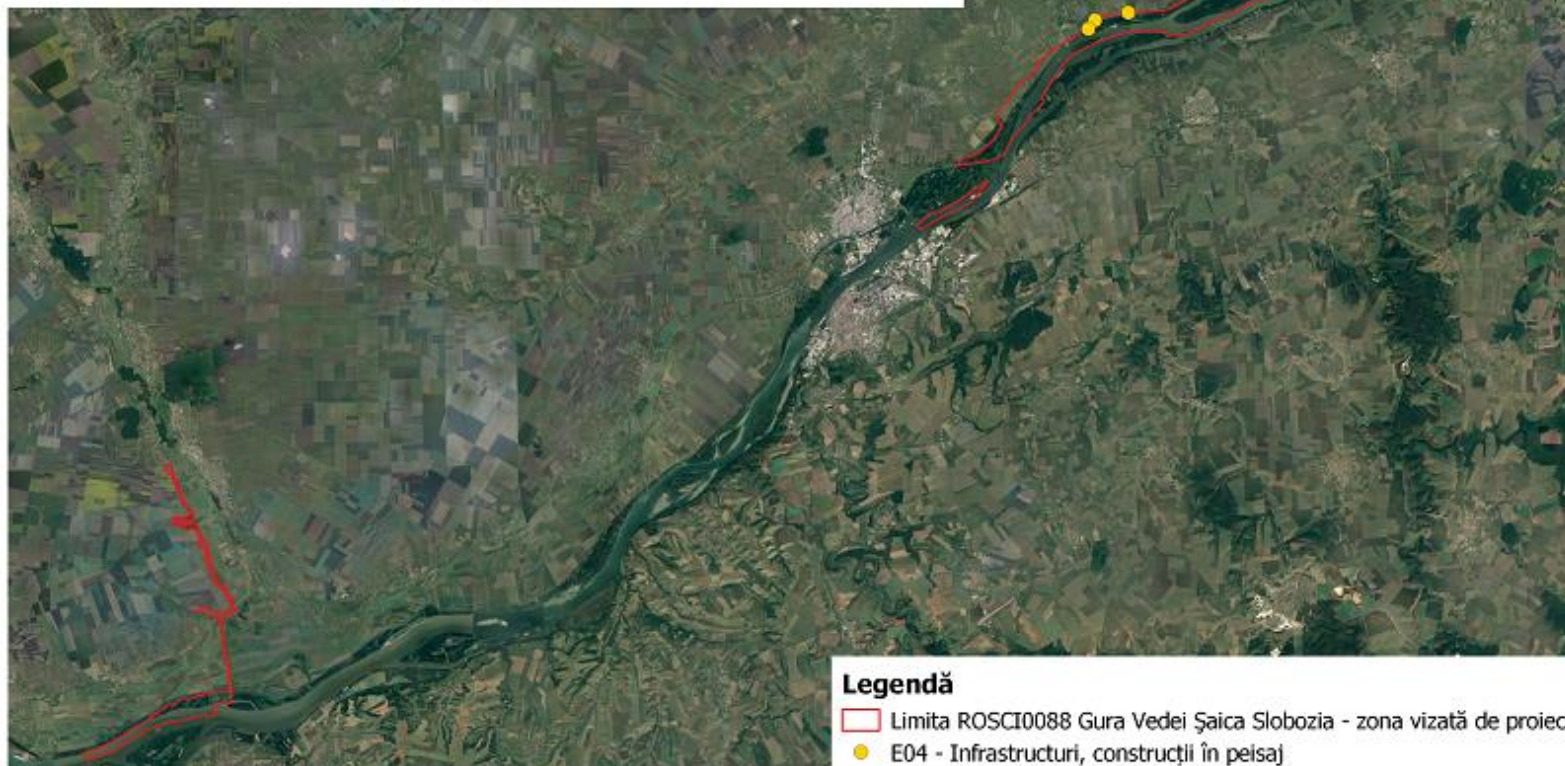 Legendă
Limita ROSCI0088 Gura Vedei Şaica Slobozia - zona vizată de proiec
E04 - Infrastructuri, construcţii în peisaj